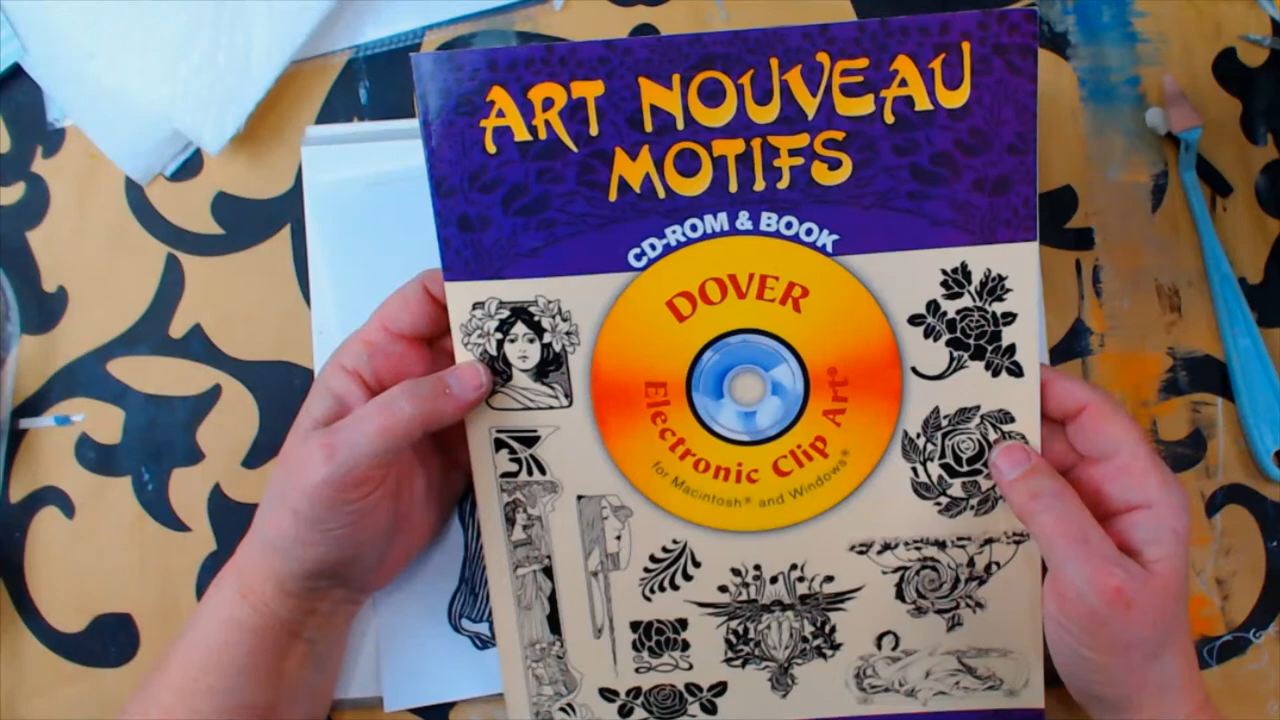 ART NOUVEAU
MOTIFS
CD-ROM & BOOK
DOVER
Electronic Clip Art®
for Macintosh® and Windows®